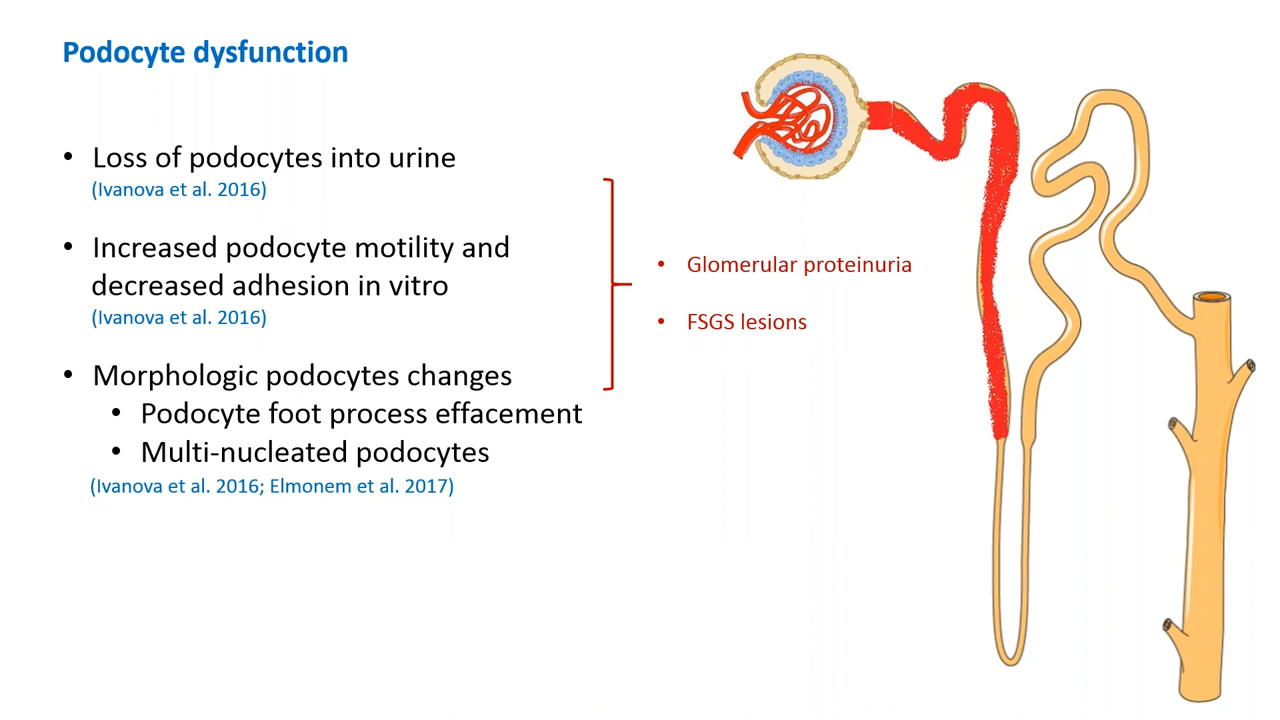 Podocyte dysfunction
• Loss of podocytes into urine
(Ivanova et al. 2016)
• Increased podocyte motility and
decreased adhesion in vitro
(Ivanova et al. 2016)
• Morphologic podocytes changes
• Podocyte foot process effacement
• Multi-nucleated podocytes
(Ivanova et al. 2016; Elmonem et al. 2017)
• Glomerular proteinuria
• FSGS lesions